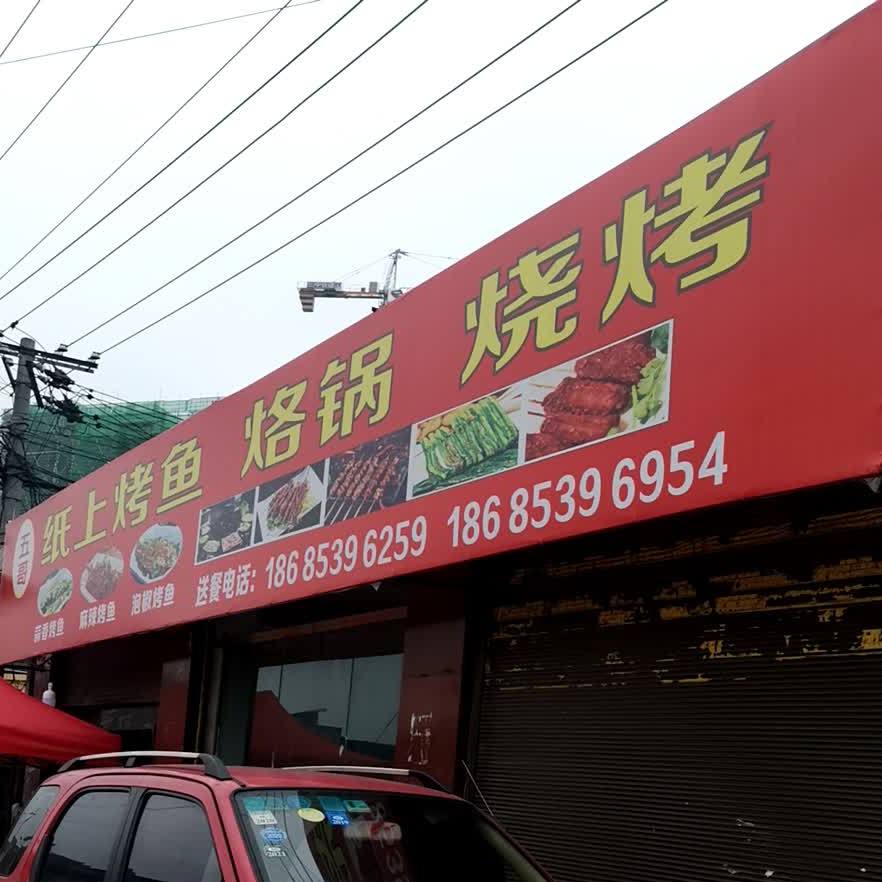 五哥
纸上烤鱼 烙锅 烧烤
蒜香烤鱼 麻辣烤鱼 泡椒烤鱼
送餐电话：186 8539 6259 186 8539 6954